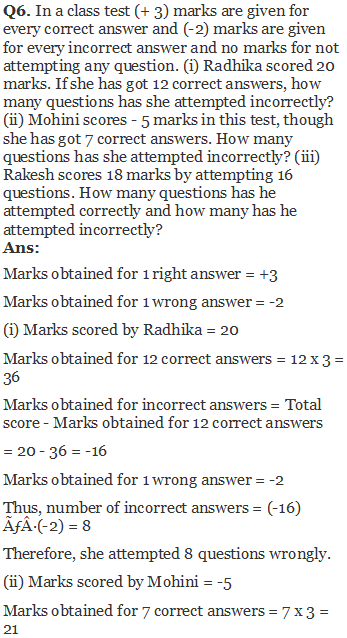 Q6. In a class test (+ 3) marks are given for
every correct answer and (-2) marks are given
for every incorrect answer and no marks for not
attempting any question. (i) Radhika scored 20
marks. If she has got 12 correct answers, how
many questions has she attempted incorrectly?
(ii) Mohini scores - 5 marks in this test, though
she has got 7 correct answers. How many
questions has she attempted incorrectly? (iii)
Rakesh scores 18 marks by attempting 16
questions. How many questions has he
attempted correctly and how many has he
attempted incorrectly?
Ans:
Marks obtained for 1 right answer = +3
Marks obtained for 1 wrong answer = -2
(i) Marks scored by Radhika = 20
Marks obtained for 12 correct answers = 12 x 3 =
36
Marks obtained for incorrect answers = Total
score - Marks obtained for 12 correct answers
= 20 - 36 = -16
Marks obtained for 1 wrong answer = -2
Thus, number of incorrect answers = (-16)
Ãƒ·(-2) = 8
Therefore, she attempted 8 questions wrongly.
(ii) Marks scored by Mohini = -5
Marks obtained for 7 correct answers = 7 x 3 =
21